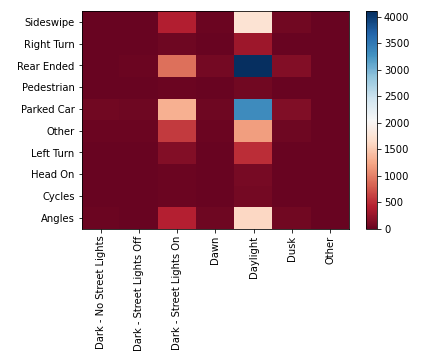 Sideswipe
Right Turn
Rear Ended
Pedestrian
Parked Car
Other
Left Turn
Head On
Cycles
Angles
Dark - No Street Lights
Dark - Street Lights Off
Dark - Street Lights On
Dawn
Daylight
Dusk
Other
4000
3500
3000
2500
2000
1500
1000
500
0